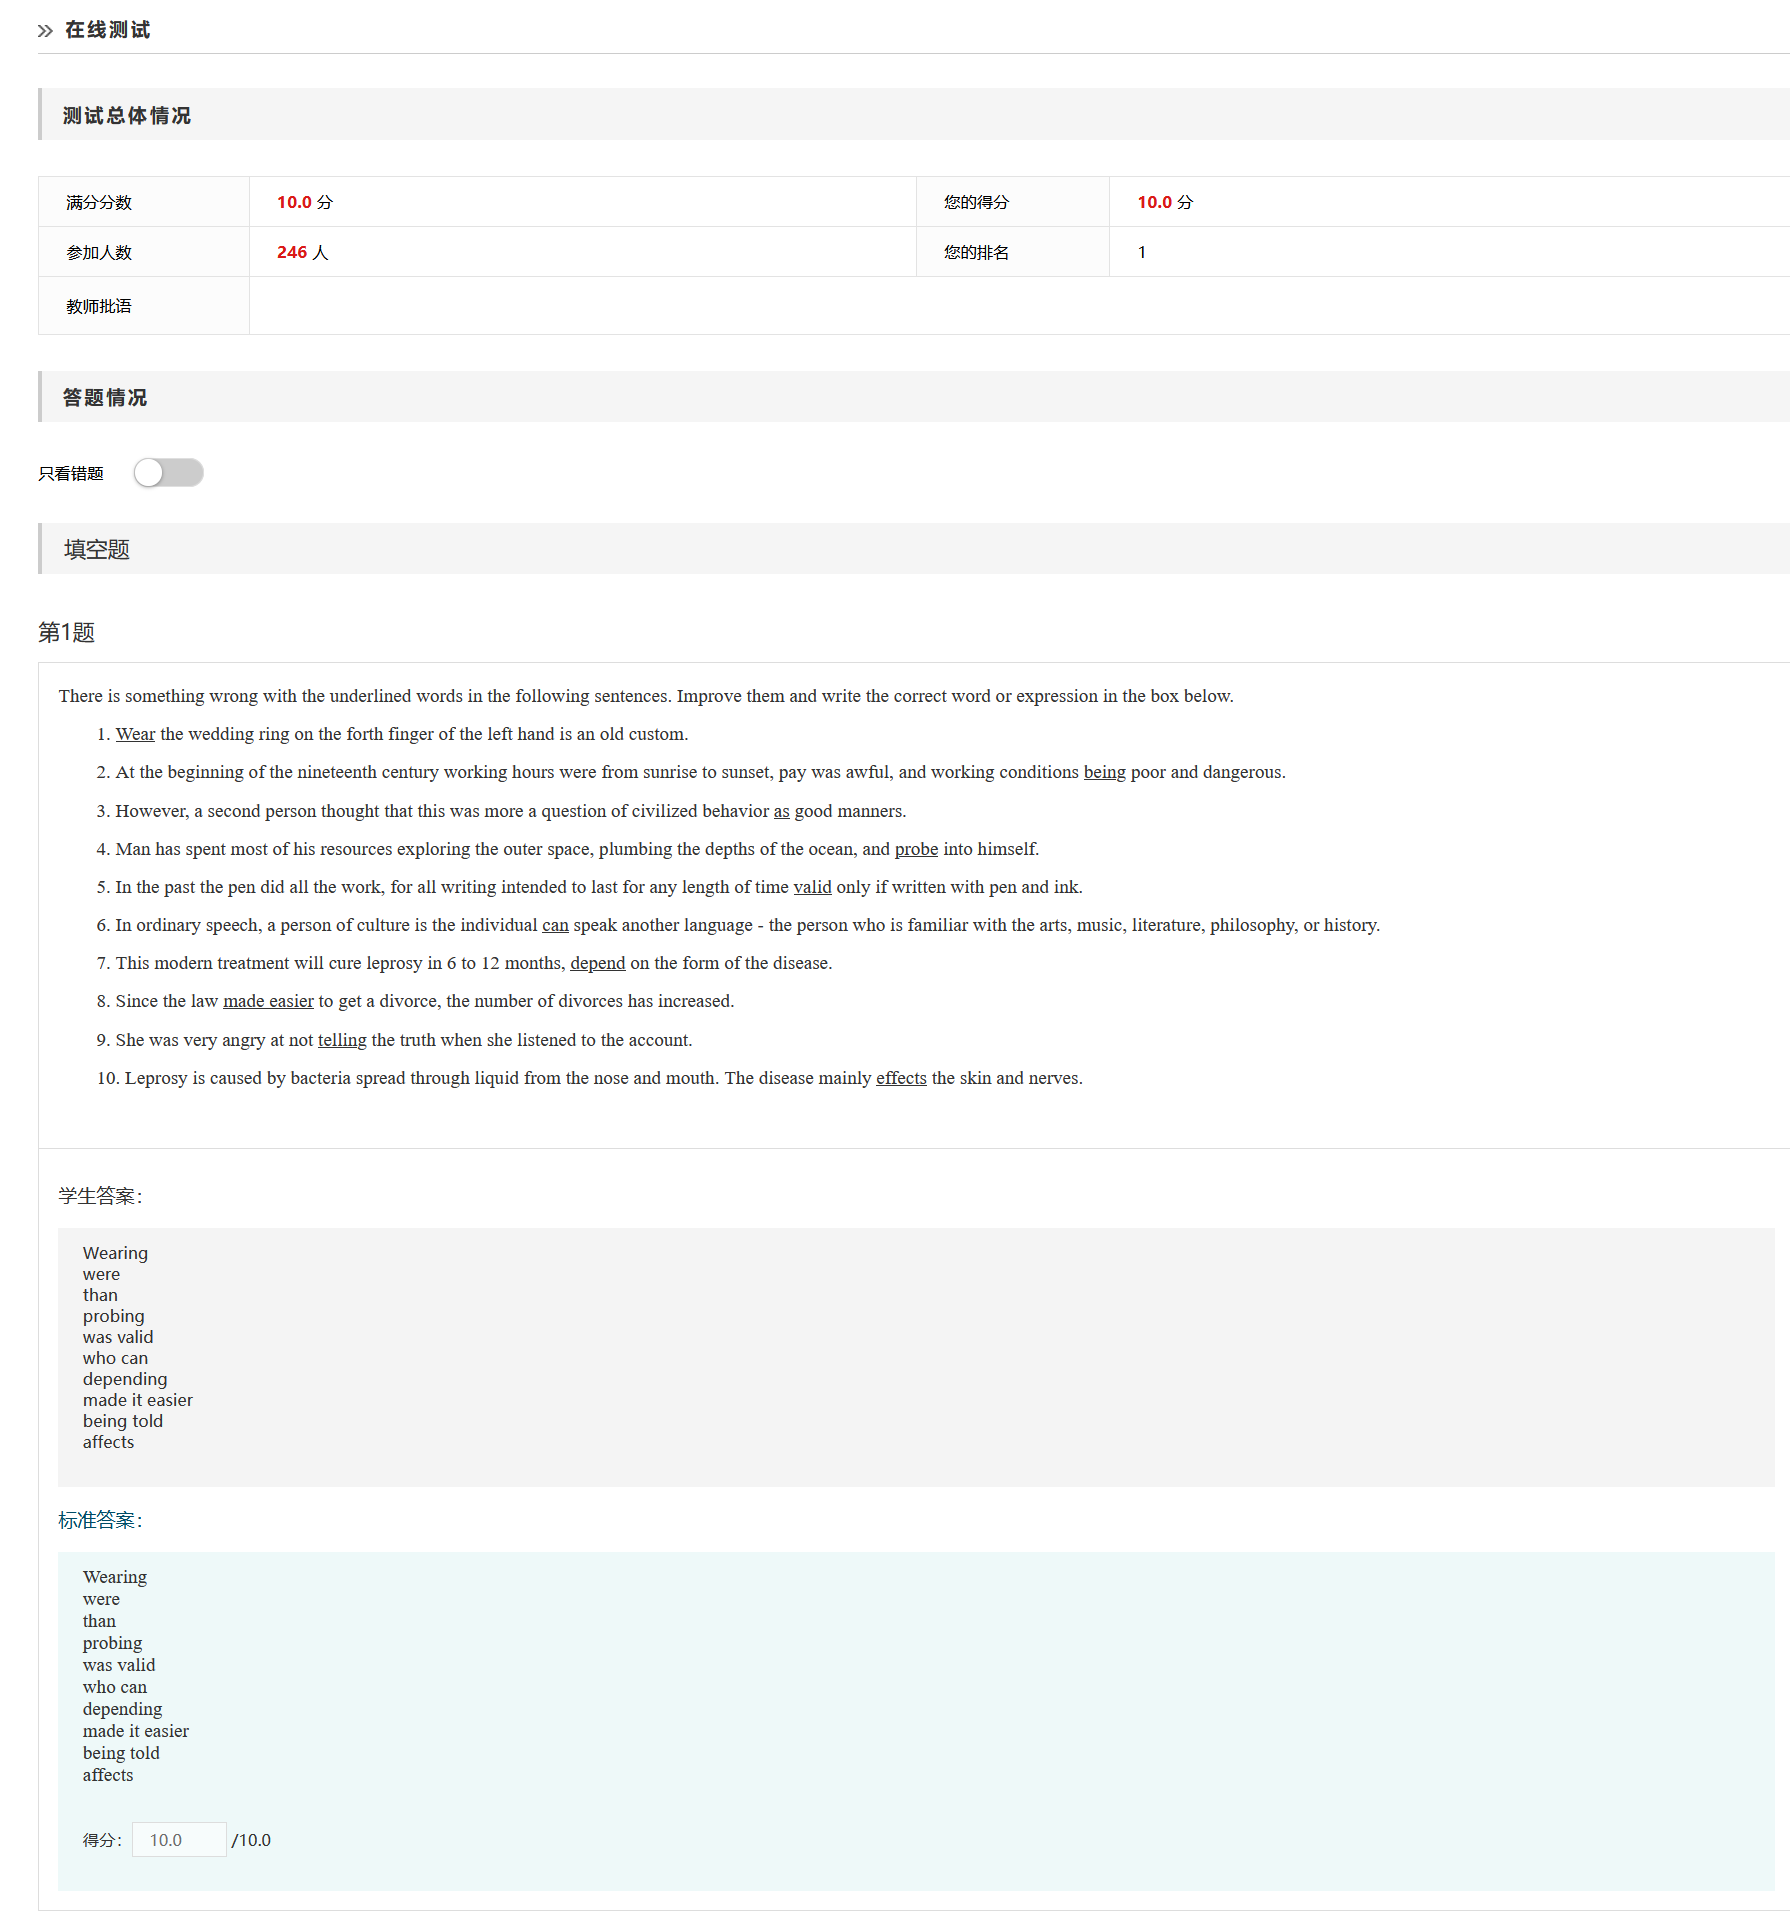 在线测试
测试总体情况
满分分数 10.0 分 您的得分 10.0 分
参加人数 246 人 您的排名 1
教师批语
答题情况
只看错题
填空题
第1题
There is something wrong with the underlined words in the following sentences. Improve them and write the correct word or expression in the box below.
1. Wear the wedding ring on the forth finger of the left hand is an old custom.
2. At the beginning of the nineteenth century working hours were from sunrise to sunset, pay was awful, and working conditions being poor and dangerous.
3. However, a second person thought that this was more a question of civilized behavior as good manners.
4. Man has spent most of his resources exploring the outer space, plumbing the depths of the ocean, and probe into himself.
5. In the past the pen did all the work, for all writing intended to last for any length of time valid only if written with pen and ink.
6. In ordinary speech, a person of culture is the individual can speak another language - the person who is familiar with the arts, music, literature, philosophy, or history.
7. This modern treatment will cure leprosy in 6 to 12 months, depend on the form of the disease.
8. Since the law made easier to get a divorce, the number of divorces has increased.
9. She was very angry at not telling the truth when she listened to the account.
10. Leprosy is caused by bacteria spread through liquid from the nose and mouth. The disease mainly effects the skin and nerves.
学生答案：
Wearing
were
than
probing
was valid
who can
depending
made it easier
being told
affects
标准答案：
Wearing
were
than
probing
was valid
who can
depending
made it easier
being told
affects
得分： 10.0 /10.0